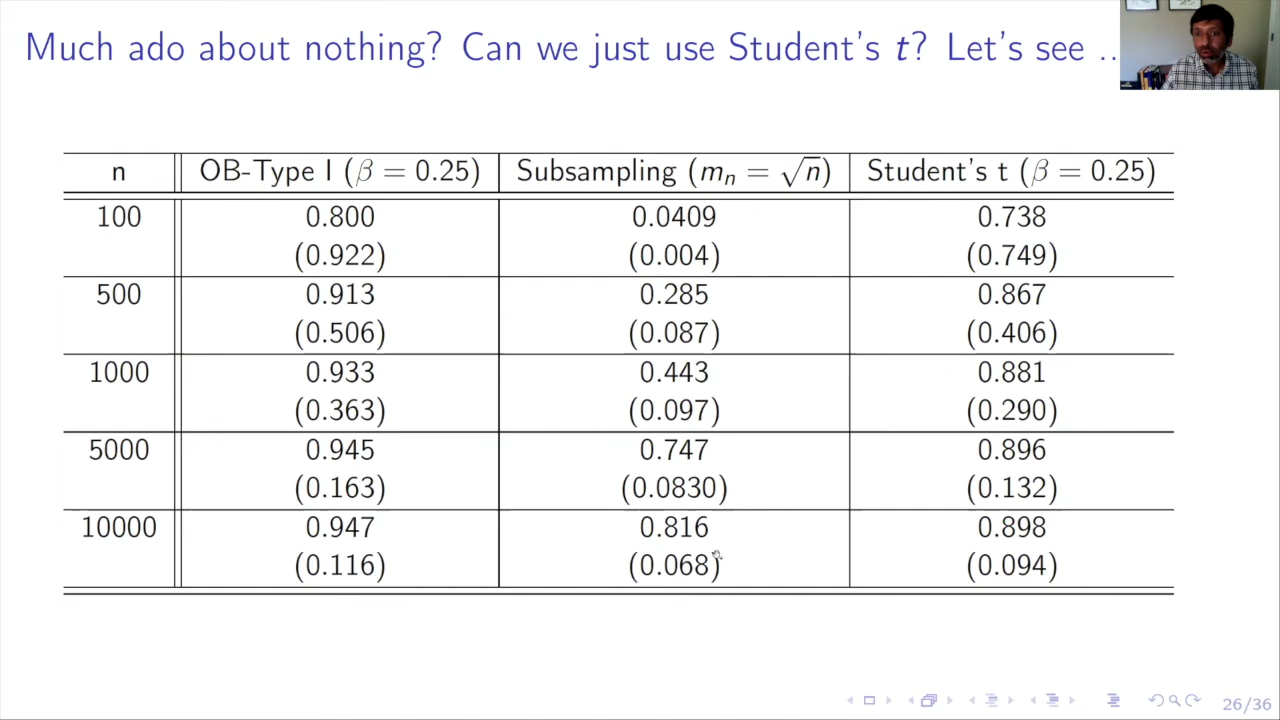 Much ado about nothing? Can we just use Student's t? Let's see ..
n OB-Type I (β = 0.25) Subsampling (mₙ = √n) Student's t (β = 0.25)
100 0.800 0.0409 0.738
(0.922) (0.004) (0.749)
500 0.913 0.285 0.867
(0.506) (0.087) (0.406)
1000 0.933 0.443 0.881
(0.363) (0.097) (0.290)
5000 0.945 0.747 0.896
(0.163) (0.0830) (0.132)
10000 0.947 0.816 0.898
(0.116) (0.068) (0.094)
26/36